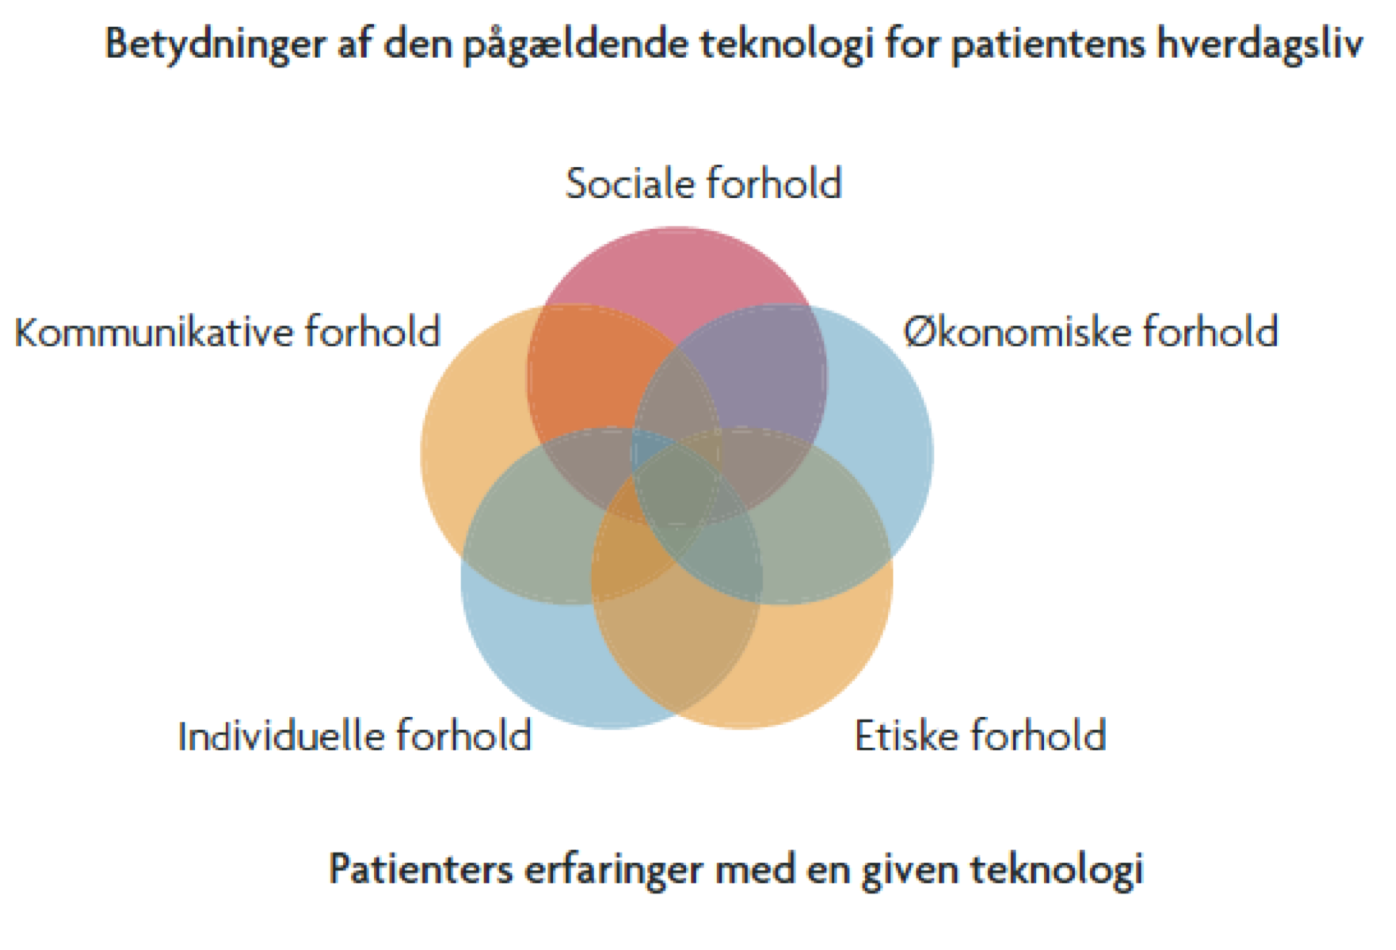 Betydninger af den pågældende teknologi for patientens hverdagsliv
Sociale forhold
Kommunikative forhold
Økonomiske forhold
Individuelle forhold
Etiske forhold
Patienters erfaringer med en given teknologi